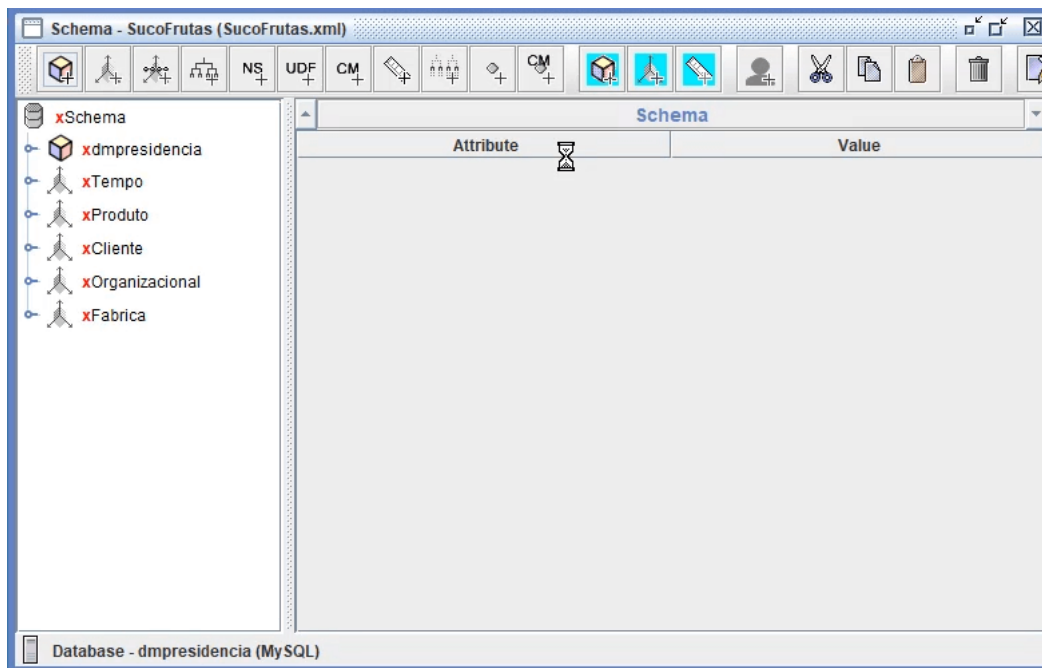 Schema - SucoFrutas (SucoFrutas.xml)
NS UDF CM CM
xSchema
xdmpresidencia
xTempo
xProduto
xCliente
xOrganizacional
xFabrica
Schema
Attribute Value
Database - dmpresidencia (MySQL)